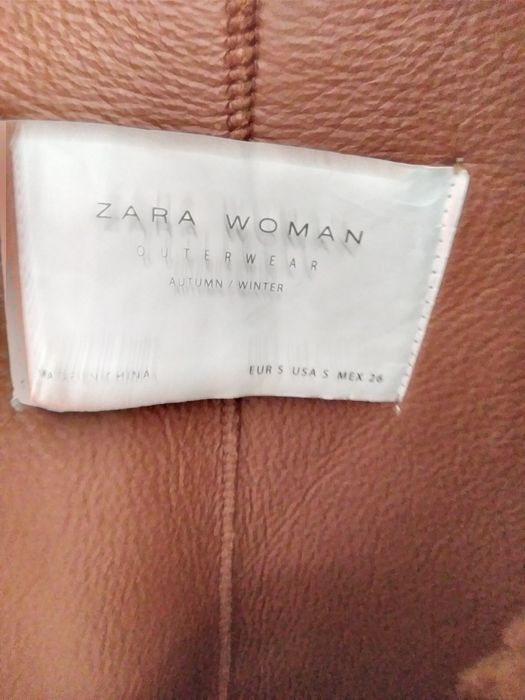 ZARA WOMAN
OUTERWEAR
AUTUMN / WINTER
MADE IN CHINA
EUR S USA S MEX 26